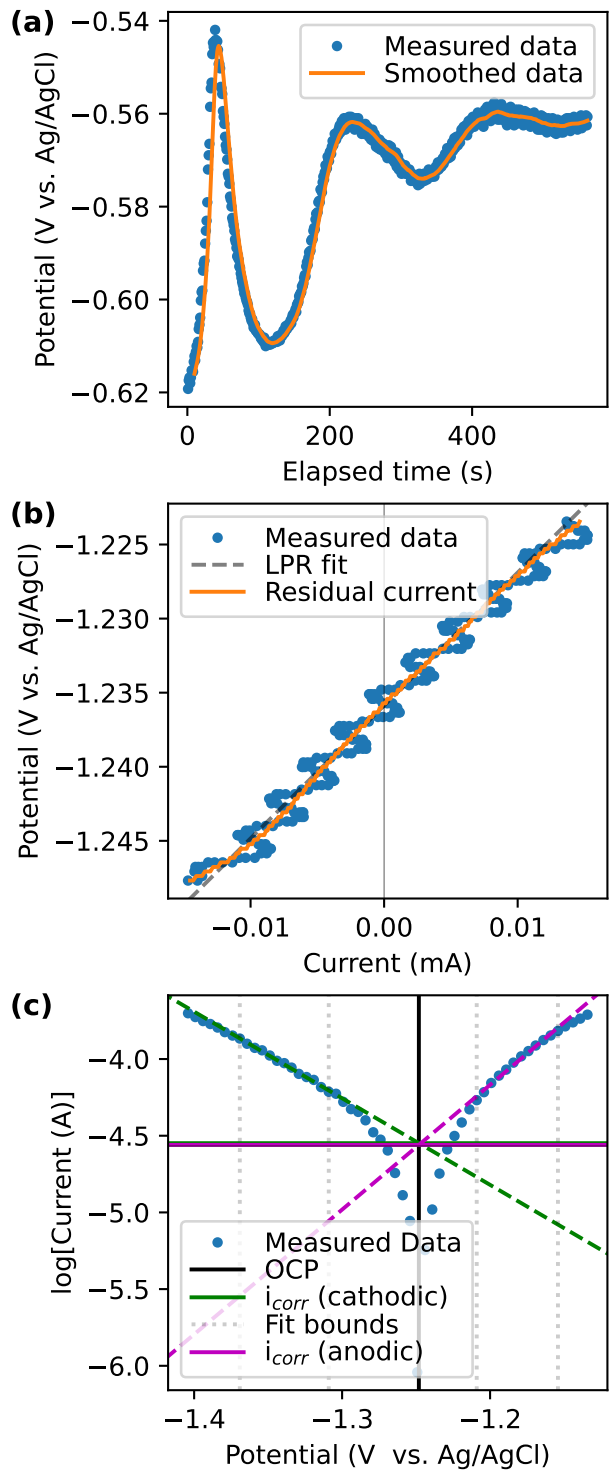 (a)
−0.54
−0.56
−0.58
−0.60
−0.62
Potential (V vs. Ag/AgCl)
Measured data
Smoothed data
0
200
400
Elapsed time (s)
(b)
−1.225
−1.230
−1.235
−1.240
−1.245
Potential (V vs. Ag/AgCl)
Measured data
LPR fit
Residual current
−0.01
0.00
0.01
Current (mA)
(c)
−4.0
−4.5
−5.0
−5.5
−6.0
log[Current (A)]
Measured Data
OCP
i_corr (cathodic)
Fit bounds
i_corr (anodic)
−1.4
−1.3
−1.2
Potential (V  vs. Ag/AgCl)